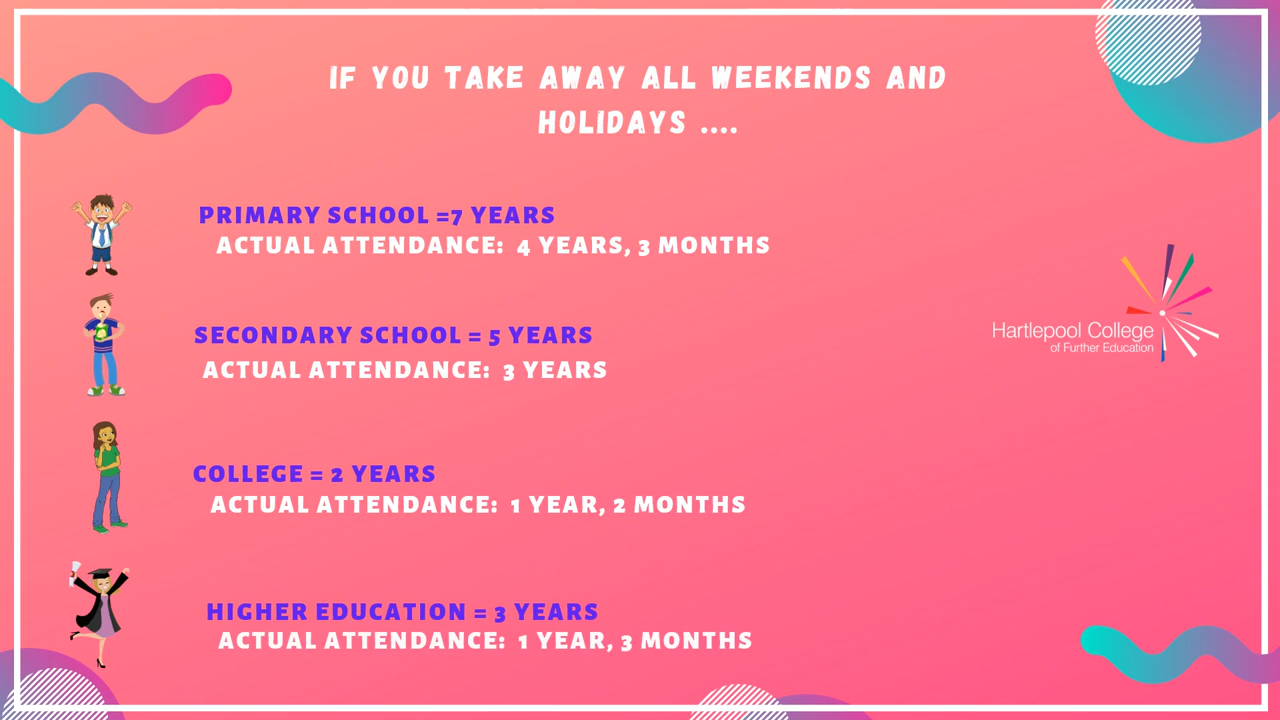 IF YOU TAKE AWAY ALL WEEKENDS AND
HOLIDAYS ....
PRIMARY SCHOOL =7 YEARS
ACTUAL ATTENDANCE: 4 YEARS, 3 MONTHS
SECONDARY SCHOOL = 5 YEARS
ACTUAL ATTENDANCE: 3 YEARS
Hartlepool College
of Further Education
COLLEGE = 2 YEARS
ACTUAL ATTENDANCE: 1 YEAR, 2 MONTHS
HIGHER EDUCATION = 3 YEARS
ACTUAL ATTENDANCE: 1 YEAR, 3 MONTHS